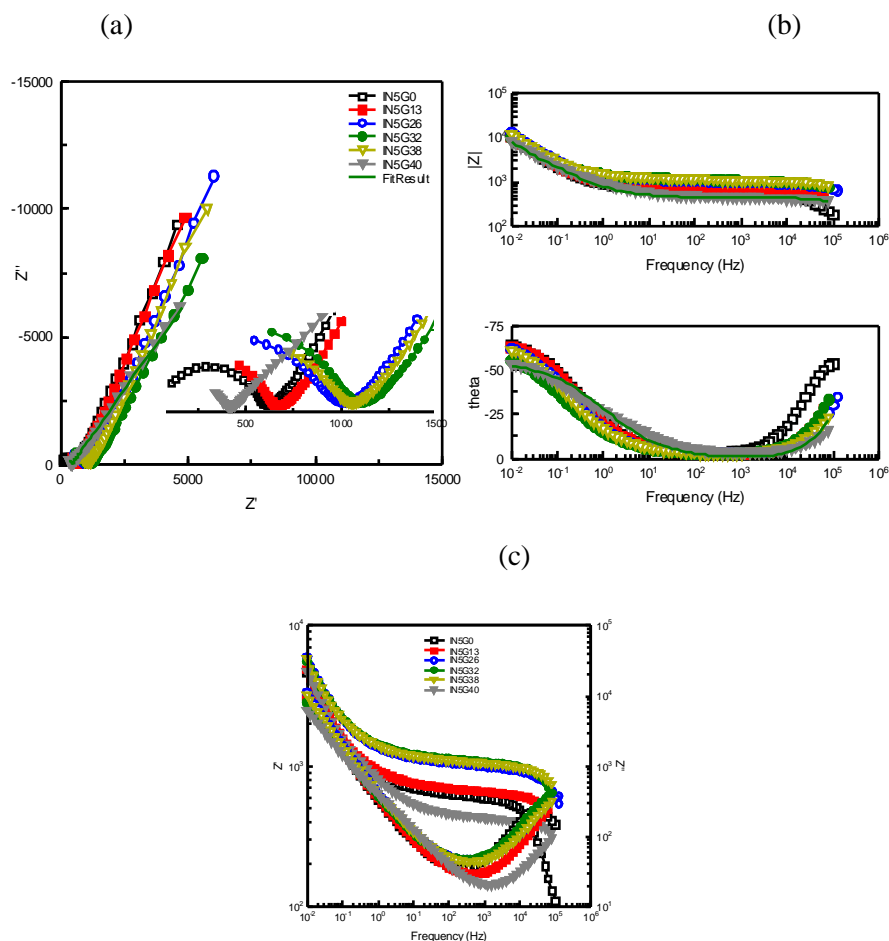 (a)
-15000
-10000
-5000
0
Z''
0 5000 10000 15000
Z'
IN5G0
IN5G13
IN5G26
IN5G32
IN5G38
IN5G40
FitResult
500 1000 150
(b)
10^5
10^4
10^3
10^2
|Z|
10^-2 10^-1 10^0 10^1 10^2 10^3 10^4 10^5 10^6
Frequency (Hz)
-75
-50
-25
0
theta
10^-2 10^-1 10^0 10^1 10^2 10^3 10^4 10^5 10^6
Frequency (Hz)
(c)
10^4
10^3
10^2
Z'
IN5G0
IN5G13
IN5G26
IN5G32
IN5G38
IN5G40
10^5
10^4
10^3
10^2
10^1
10^-2 10^-1 10^0 10^1 10^2 10^3 10^4 10^5 10^6
Frequency (Hz)